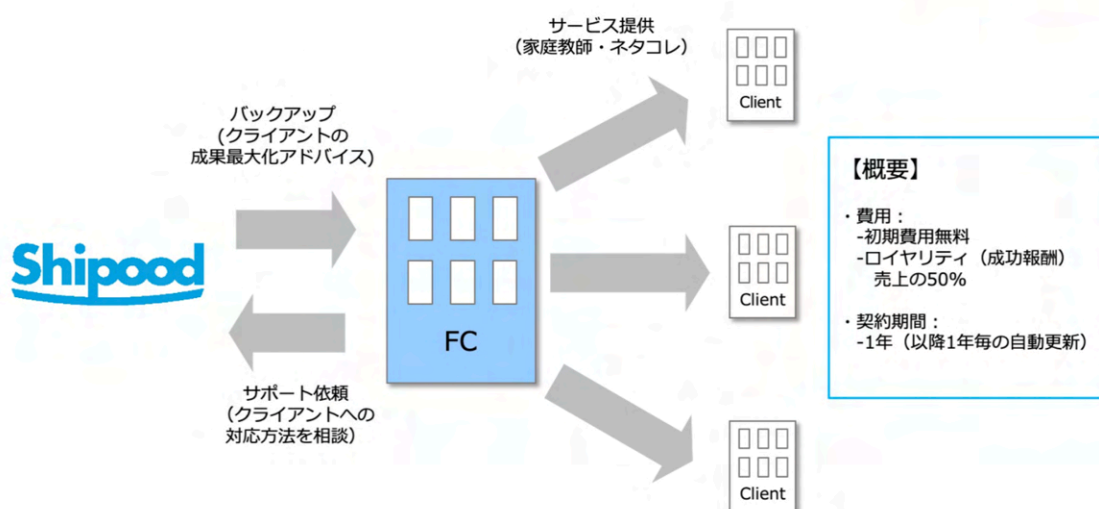 サービス提供
（家庭教師・ネタコレ）
Client
バックアップ
(クライアントの
成果最大化アドバイス)
Shipood
FC
サポート依頼
（クライアントへの
対応方法を相談）
Client
Client
【概要】
・費用：
-初期費用無料
-ロイヤリティ（成功報酬）
売上の50%
・契約期間：
-1年（以降1年毎の自動更新）